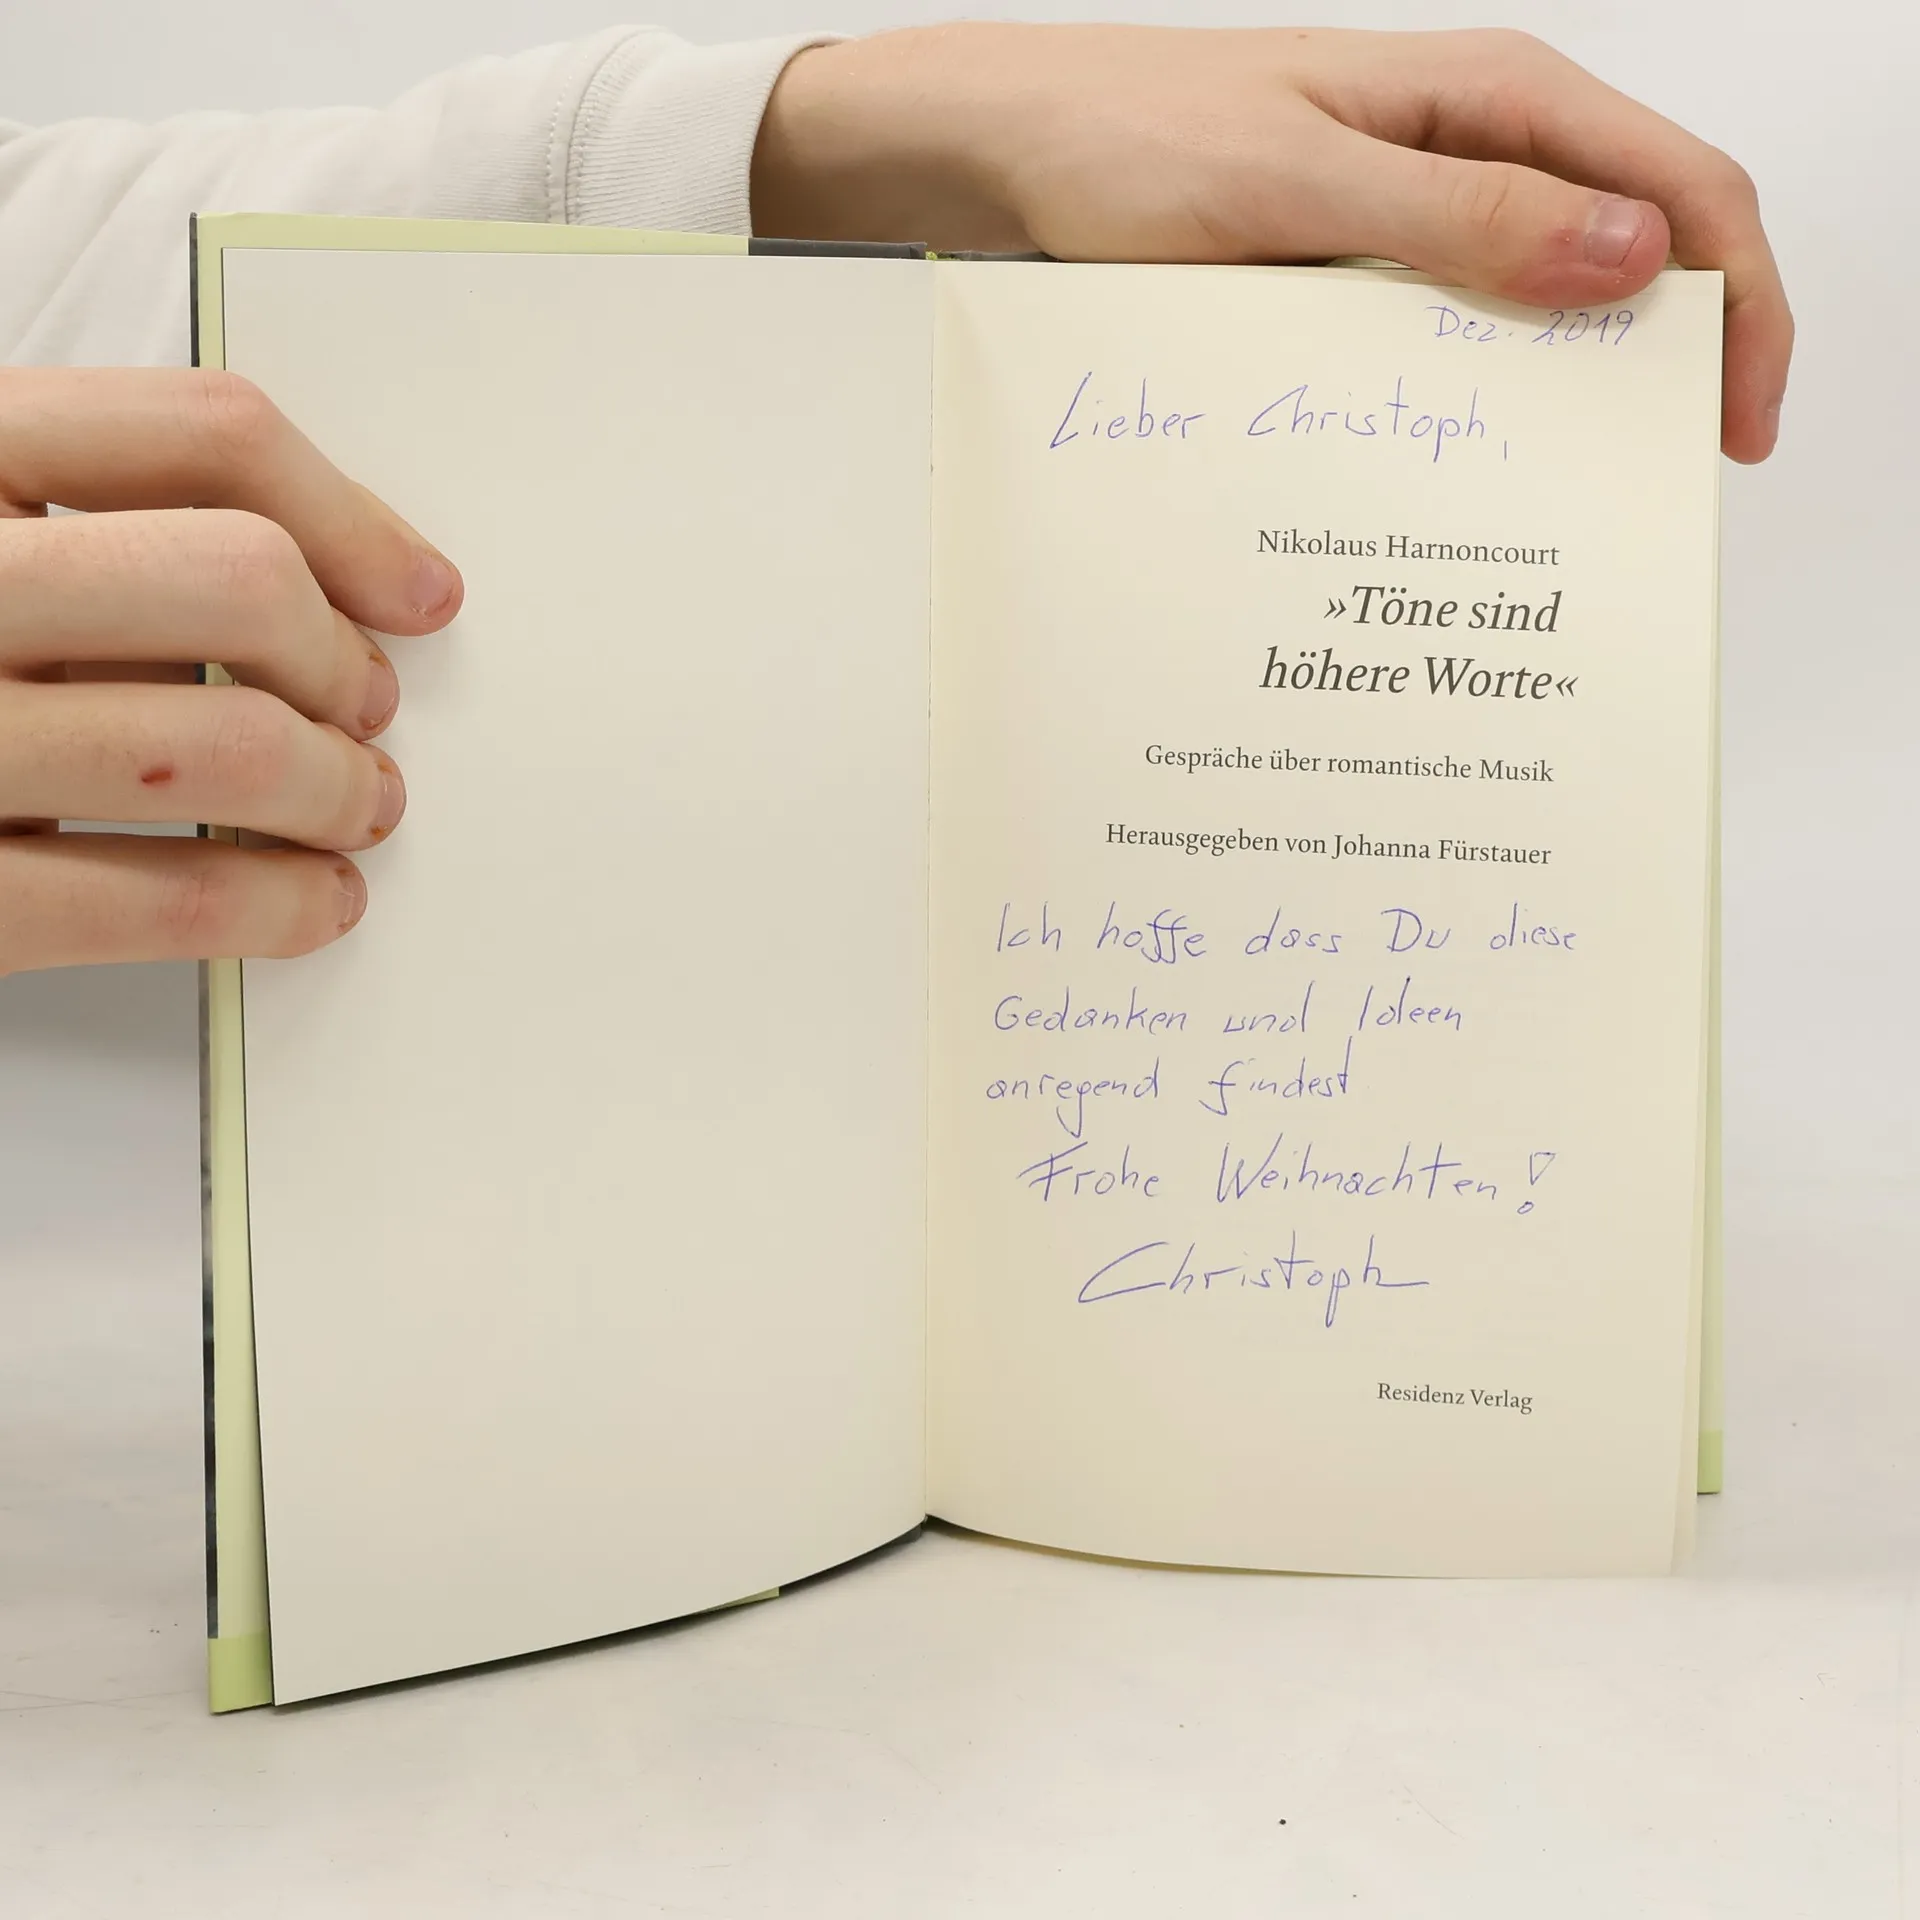 Dez. 2019
Lieber Christoph,
Nikolaus Harnoncourt
»Töne sind
höhere Worte«
Gespräche über romantische Musik
Herausgegeben von Johanna Fürstauer
Ich hoffe dass Du diese
Gedanken und Ideen
anregend findest
Frohe Weihnachten!
Christoph
Residenz Verlag